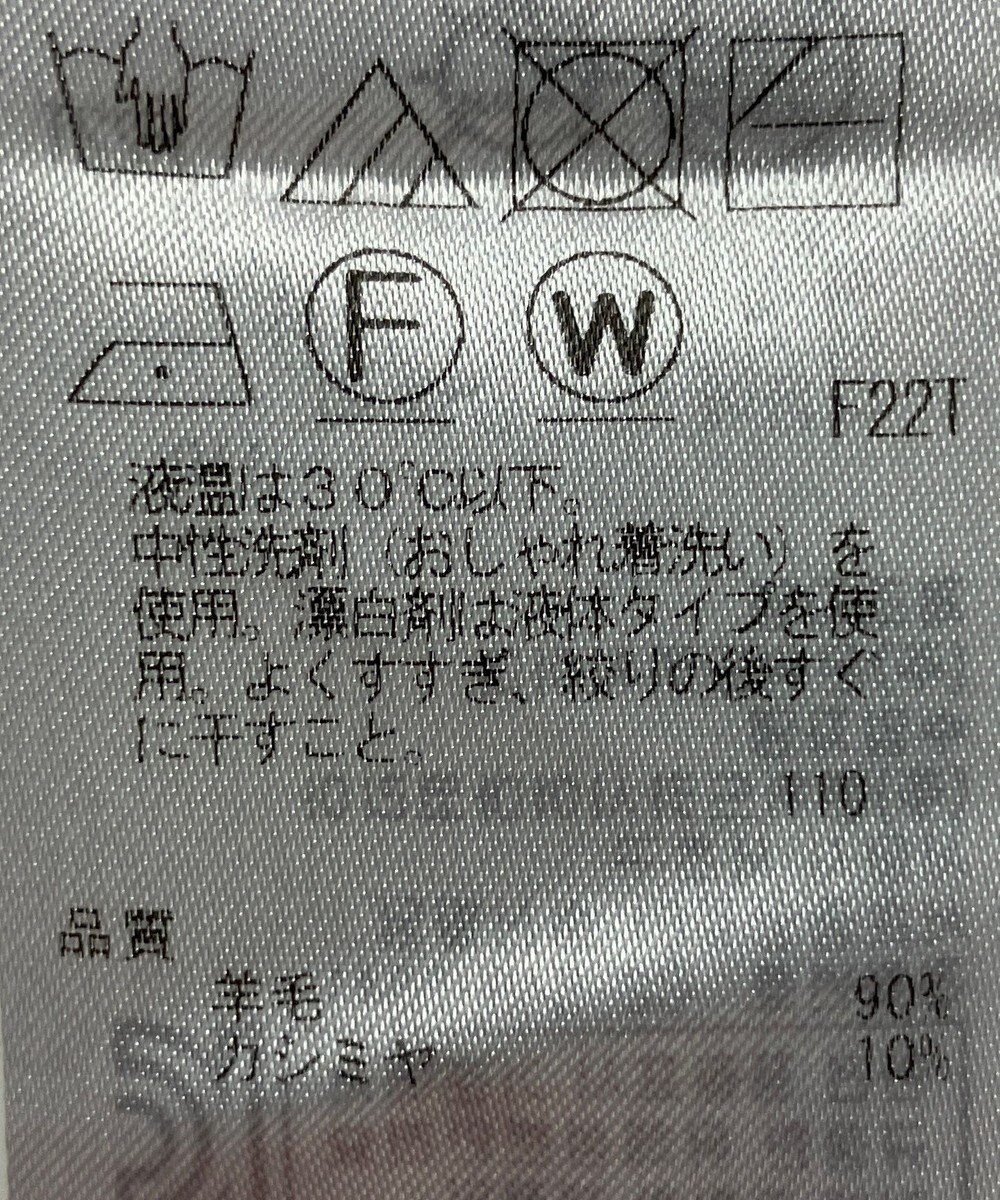 F W
F22T
液温は30℃以下。
中性洗剤(おしゃれ着洗い)を
使用。漂白剤は液体タイプを使
用。よくすすぎ、絞りの後すぐ
に干すこと。
110
品質
羊毛 90%
カシミヤ 10%